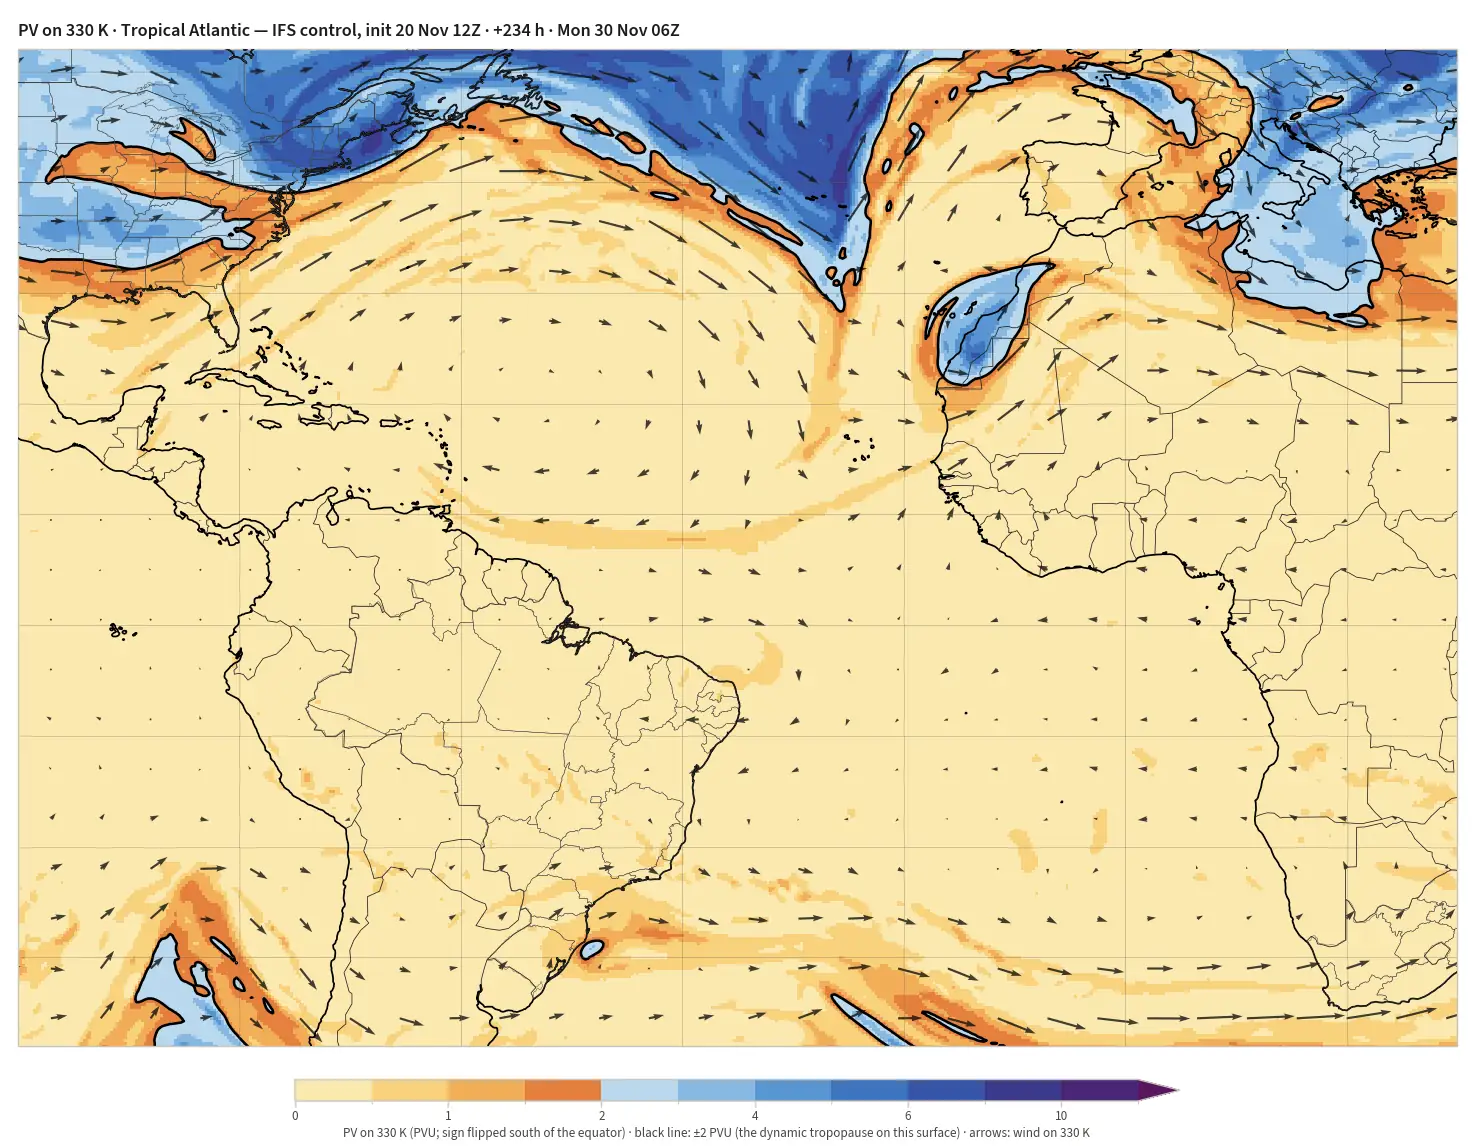 PV on 330 K · Tropical Atlantic — IFS control, init 20 Nov 12Z · +234 h · Mon 30 Nov 06Z
0 1 2 4 6 8 10
PV on 330 K (PVU; sign flipped south of the equator) · black line: ±2 PVU (the dynamic tropopause on this surface) · arrows: wind on 330 K